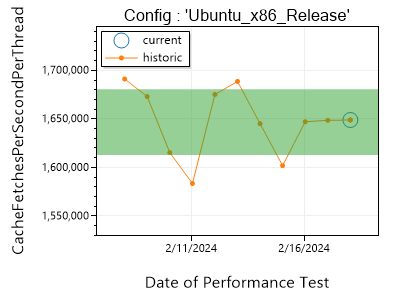 Config : 'Ubuntu_x86_Release'
current
historic
CacheFetchesPerSecondPerThread
1,700,000
1,650,000
1,600,000
1,550,000
2/11/2024
2/16/2024
Date of Performance Test